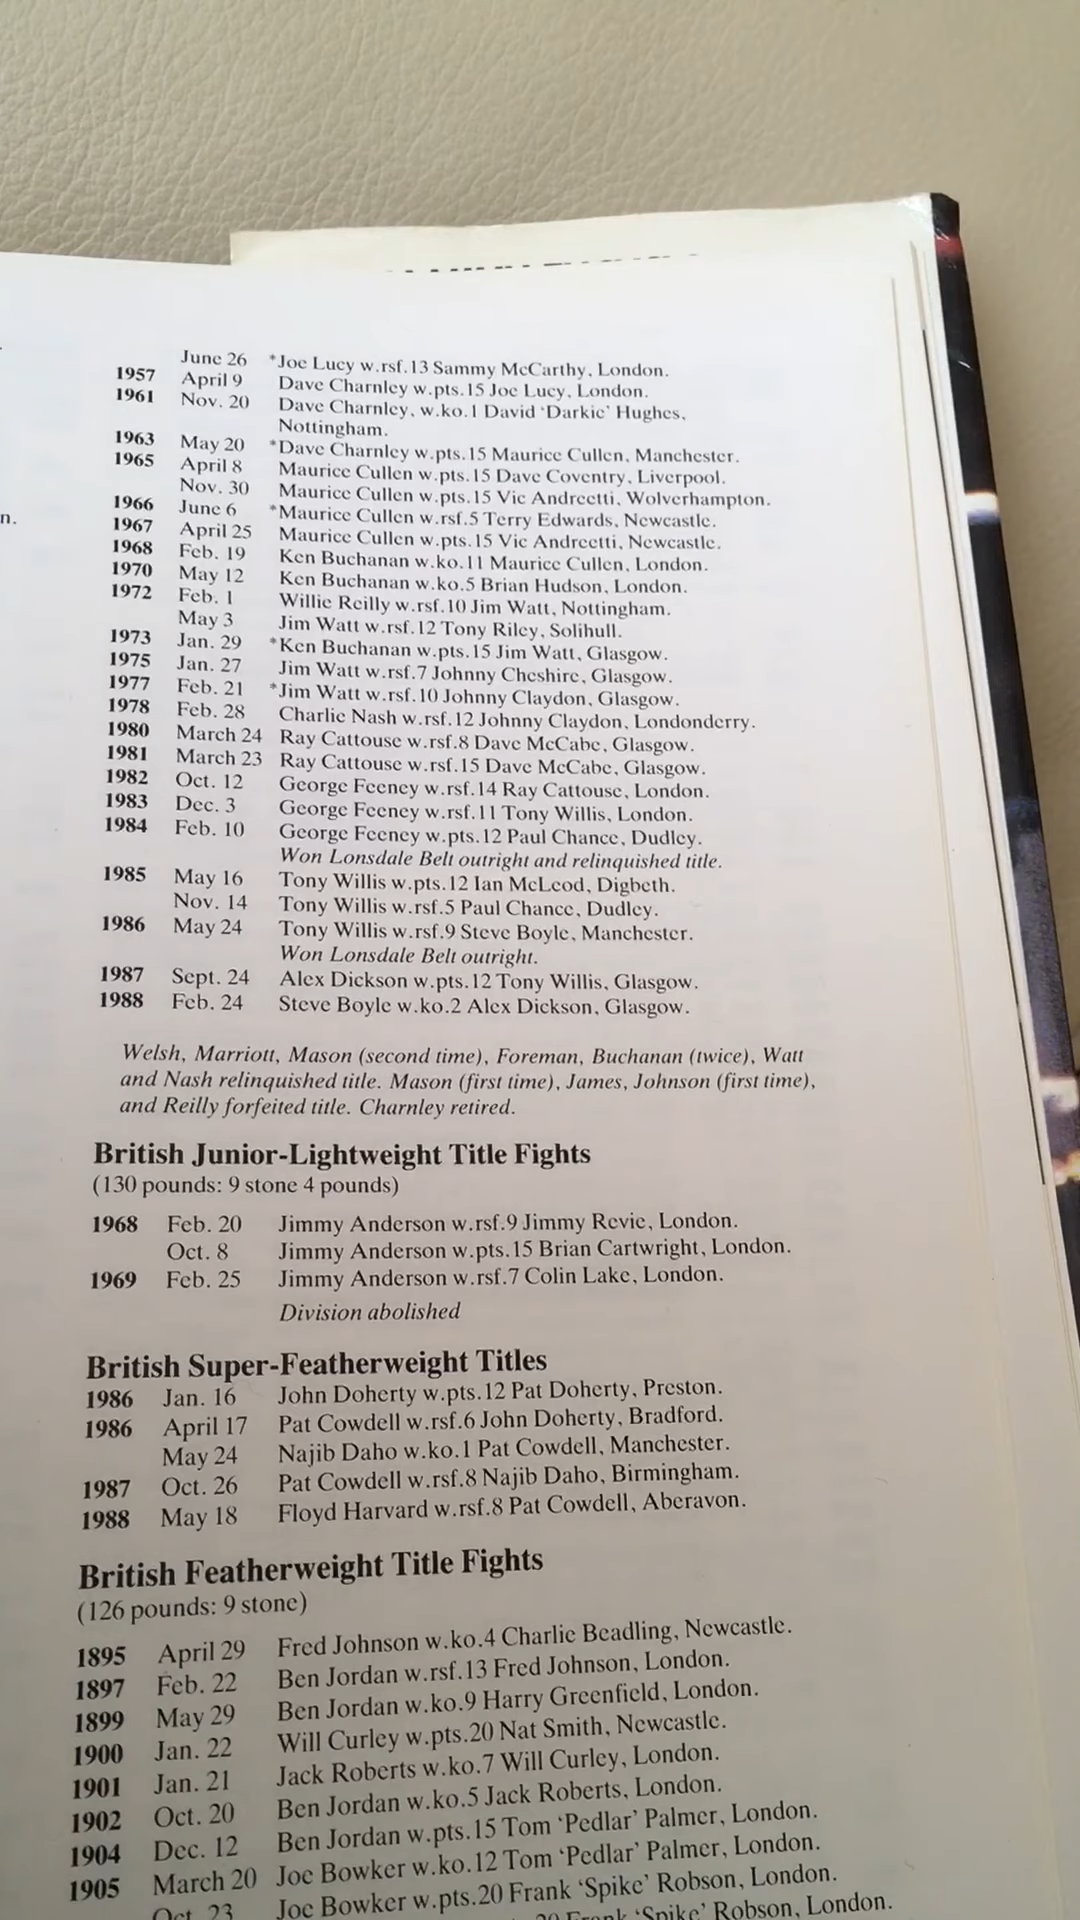 n.
June 26 *Joe Lucy w.rsf.13 Sammy McCarthy, London.
1957 April 9 Dave Charnley w.pts.15 Joe Lucy, London.
1961 Nov. 20 Dave Charnley, w.ko.1 David ‘Darkie’ Hughes,
Nottingham.
1963 May 20 *Dave Charnley w.pts.15 Maurice Cullen, Manchester.
1965 April 8 Maurice Cullen w.pts.15 Dave Coventry, Liverpool.
Nov. 30 Maurice Cullen w.pts.15 Vic Andreetti, Wolverhampton.
1966 June 6 *Maurice Cullen w.rsf.5 Terry Edwards, Newcastle.
1967 April 25 Maurice Cullen w.pts.15 Vic Andreetti, Newcastle.
1968 Feb. 19 Ken Buchanan w.ko.11 Maurice Cullen, London.
1970 May 12 Ken Buchanan w.ko.5 Brian Hudson, London.
1972 Feb. 1 Willie Reilly w.rsf.10 Jim Watt, Nottingham.
May 3 Jim Watt w.rsf.12 Tony Riley, Solihull.
1973 Jan. 29 *Ken Buchanan w.pts.15 Jim Watt, Glasgow.
1975 Jan. 27 Jim Watt w.rsf.7 Johnny Cheshire, Glasgow.
1977 Feb. 21 *Jim Watt w.rsf.10 Johnny Claydon, Glasgow.
1978 Feb. 28 Charlie Nash w.rsf.12 Johnny Claydon, Londonderry.
1980 March 24 Ray Cattouse w.rsf.8 Dave McCabe, Glasgow.
1981 March 23 Ray Cattouse w.rsf.15 Dave McCabe, Glasgow.
1982 Oct. 12 George Feeney w.rsf.14 Ray Cattouse, London.
1983 Dec. 3 George Feeney w.rsf.11 Tony Willis, London.
1984 Feb. 10 George Feeney w.pts.12 Paul Chance, Dudley.
Won Lonsdale Belt outright and relinquished title.
1985 May 16 Tony Willis w.pts.12 Ian McLeod, Digbeth.
Nov. 14 Tony Willis w.rsf.5 Paul Chance, Dudley.
1986 May 24 Tony Willis w.rsf.9 Steve Boyle, Manchester.
Won Lonsdale Belt outright.
1987 Sept. 24 Alex Dickson w.pts.12 Tony Willis, Glasgow.
1988 Feb. 24 Steve Boyle w.ko.2 Alex Dickson, Glasgow.
Welsh, Marriott, Mason (second time), Foreman, Buchanan (twice), Watt
and Nash relinquished title. Mason (first time), James, Johnson (first time),
and Reilly forfeited title. Charnley retired.
British Junior-Lightweight Title Fights
(130 pounds: 9 stone 4 pounds)
1968 Feb. 20 Jimmy Anderson w.rsf.9 Jimmy Revie, London.
Oct. 8 Jimmy Anderson w.pts.15 Brian Cartwright, London.
1969 Feb. 25 Jimmy Anderson w.rsf.7 Colin Lake, London.
Division abolished
British Super-Featherweight Titles
1986 Jan. 16 John Doherty w.pts.12 Pat Doherty, Preston.
1986 April 17 Pat Cowdell w.rsf.6 John Doherty, Bradford.
May 24 Najib Daho w.ko.1 Pat Cowdell, Manchester.
1987 Oct. 26 Pat Cowdell w.rsf.8 Najib Daho, Birmingham.
1988 May 18 Floyd Harvard w.rsf.8 Pat Cowdell, Aberavon.
British Featherweight Title Fights
(126 pounds: 9 stone)
1895 April 29 Fred Johnson w.ko.4 Charlie Beadling, Newcastle.
1897 Feb. 22 Ben Jordan w.rsf.13 Fred Johnson, London.
1899 May 29 Ben Jordan w.ko.9 Harry Greenfield, London.
1900 Jan. 22 Will Curley w.pts.20 Nat Smith, Newcastle.
1901 Jan. 21 Jack Roberts w.ko.7 Will Curley, London.
1902 Oct. 20 Ben Jordan w.ko.5 Jack Roberts, London.
1904 Dec. 12 Ben Jordan w.pts.15 Tom ‘Pedlar’ Palmer, London.
1905 March 20 Joe Bowker w.ko.12 Tom ‘Pedlar’ Palmer, London.
Oct. 23 Joe Bowker w.pts.20 Frank ‘Spike’ Robson, London.
20 Frank ‘Spike’ Robson, London.